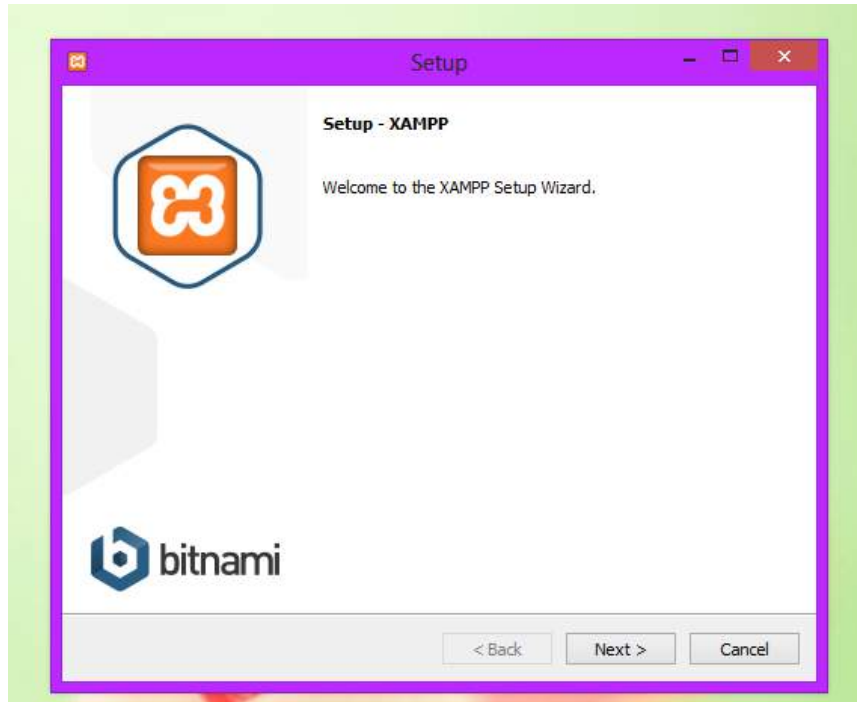 Setup
Setup - XAMPP
Welcome to the XAMPP Setup Wizard.
bitnami
< Back
Next >
Cancel